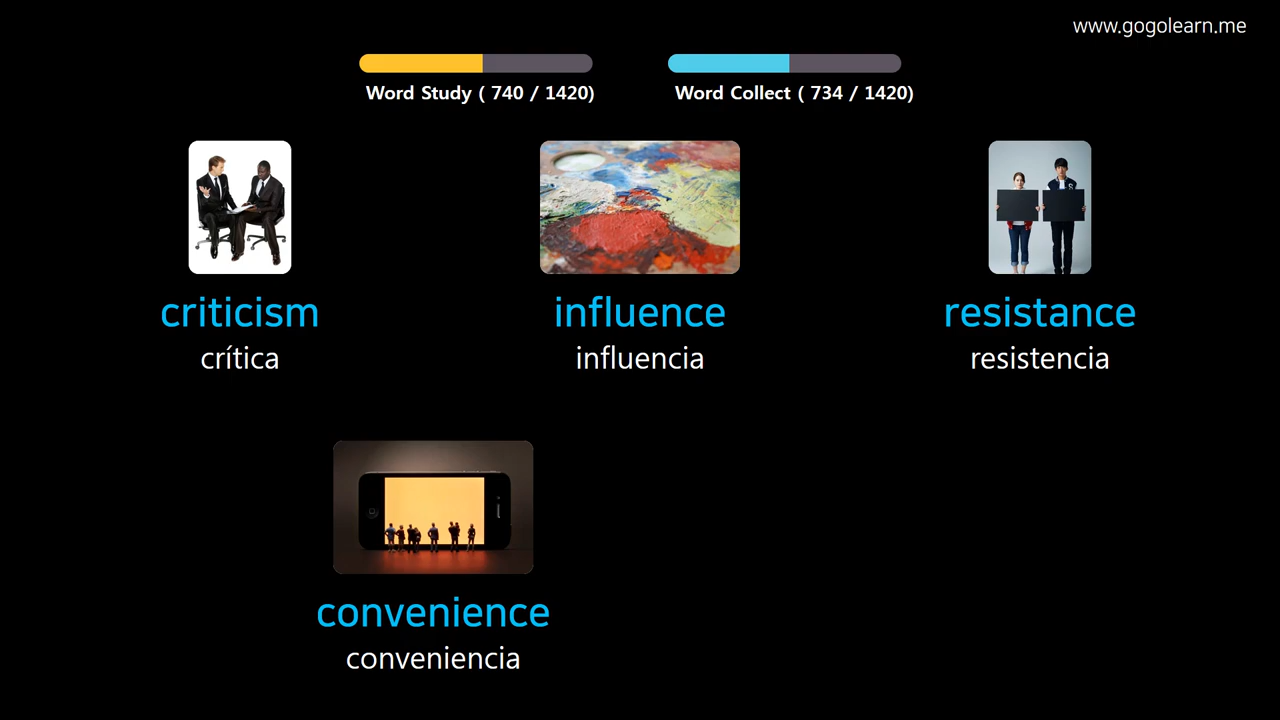 www.gogolearn.me
Word Study ( 740 / 1420)
Word Collect ( 734 / 1420)
criticism
crítica
influence
influencia
resistance
resistencia
convenience
conveniencia